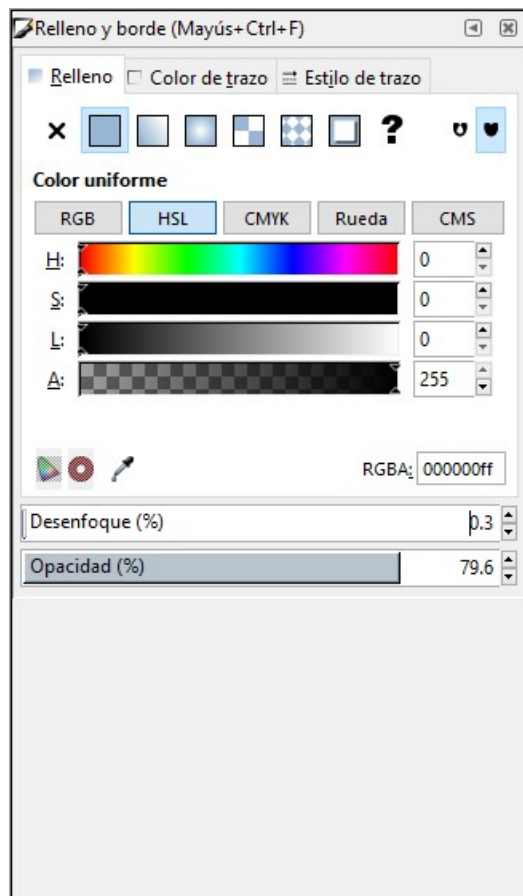 Relleno y borde (Mayús+Ctrl+F)
Relleno Color de trazo Estilo de trazo
?
Color uniforme
RGB HSL CMYK Rueda CMS
H: 0
S: 0
L: 0
A: 255
RGBA: 000000ff
Desenfoque (%) 0.3
Opacidad (%) 79.6